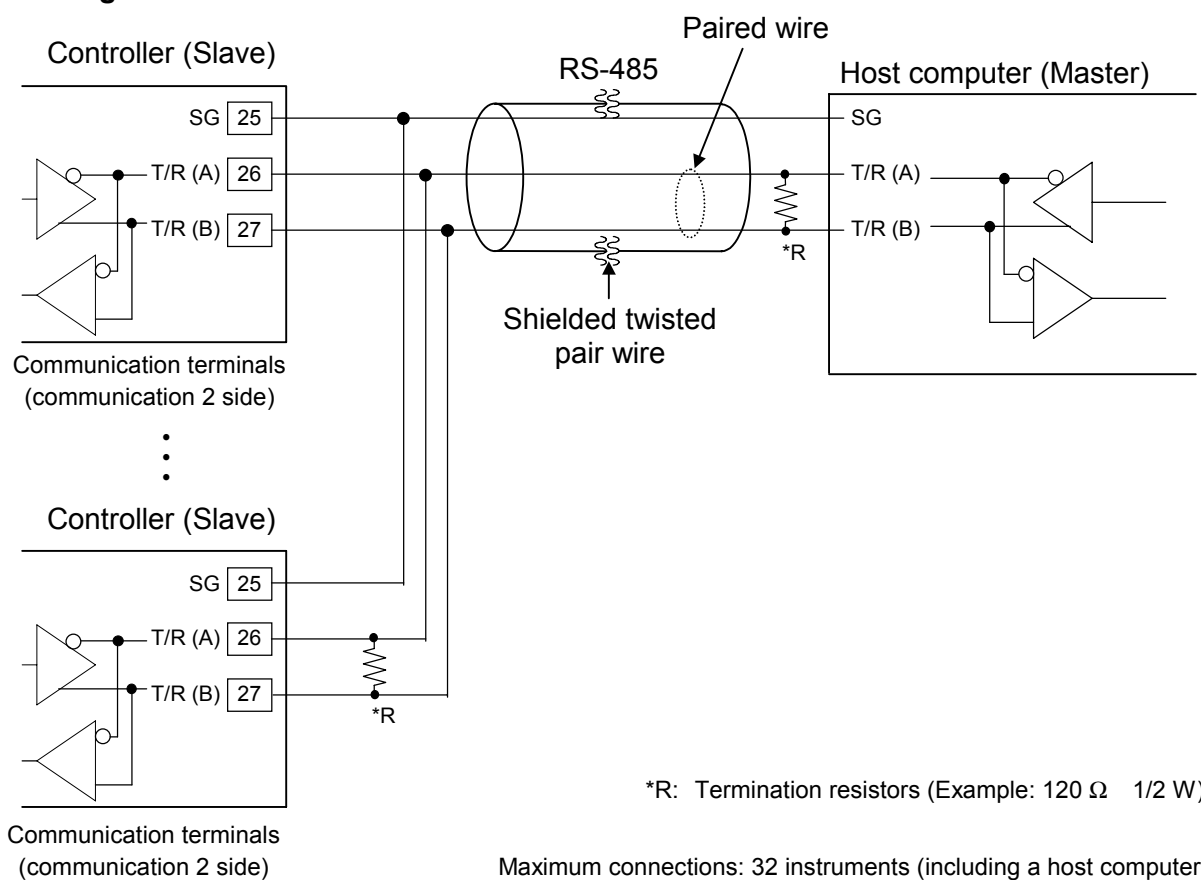 Paired wire
Controller (Slave)
RS-485
Host computer (Master)
SG 25
SG
T/R (A) 26
T/R (A)
T/R (B) 27
T/R (B)
*R
Shielded twisted
pair wire
Communication terminals
(communication 2 side)
Controller (Slave)
SG 25
T/R (A) 26
T/R (B) 27
*R
*R: Termination resistors (Example: 120 Ω 1/2 W)
Communication terminals
(communication 2 side)
Maximum connections: 32 instruments (including a host computer